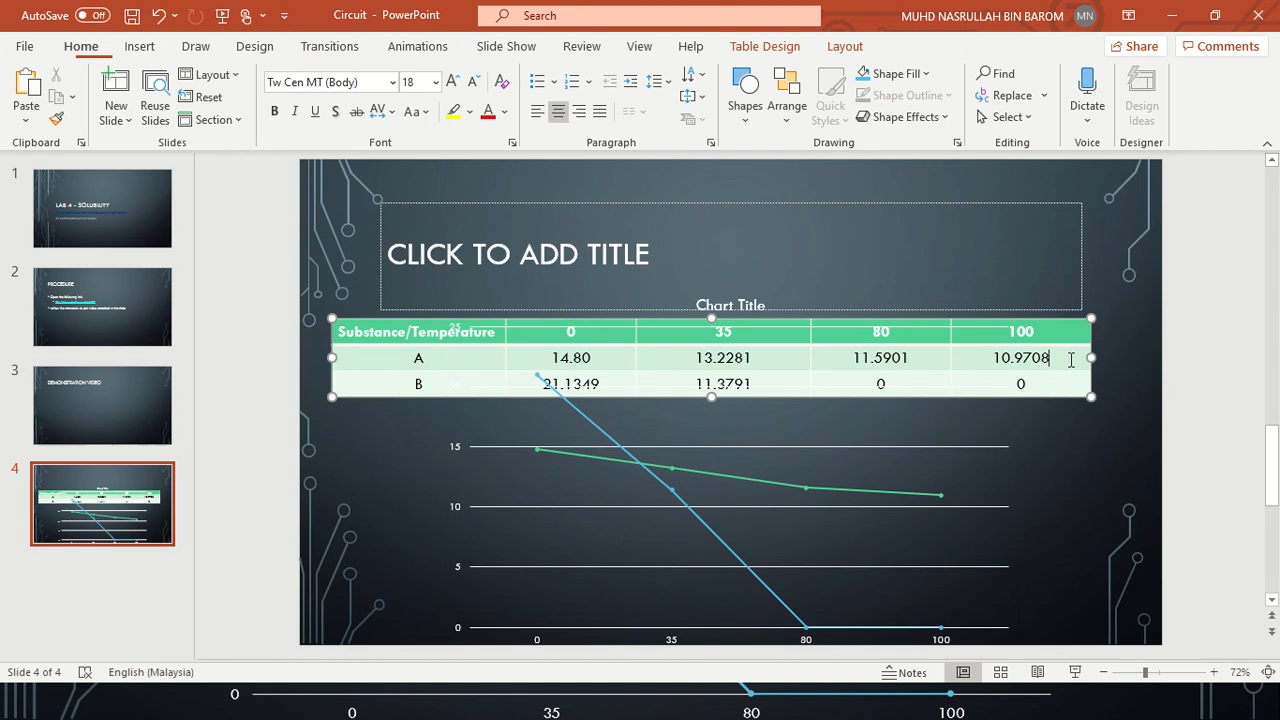 AutoSave Off
Circuit - PowerPoint
Search
MUHD NASRULLAH BIN BAROM MN
File Home Insert Draw Design Transitions Animations Slide Show Review View Help Table Design Layout Share Comments
Paste
Clipboard
New Slide
Reuse Slides
Layout
Reset
Section
Slides
Tw Cen MT (Body) 18
B I U S ab AV Aa A
Font
Paragraph
Shapes
Arrange
Quick Styles
Shape Fill
Shape Outline
Shape Effects
Drawing
Find
Replace
Select
Editing
Dictate
Voice
Design Ideas
Designer
1
LAB 4 - SOLUBILITY
2
PROCEDURE
3
DEMONSTRATION VIDEO
4
CLICK TO ADD TITLE
Chart Title
Substance/Temperature 0 35 80 100
A 14.80 13.2281 11.5901 10.9708
B 21.1349 11.3791 0 0
25
15
10
5
0
0 35 80 100
Slide 4 of 4 English (Malaysia) Notes 72%
0
0 35 80 100